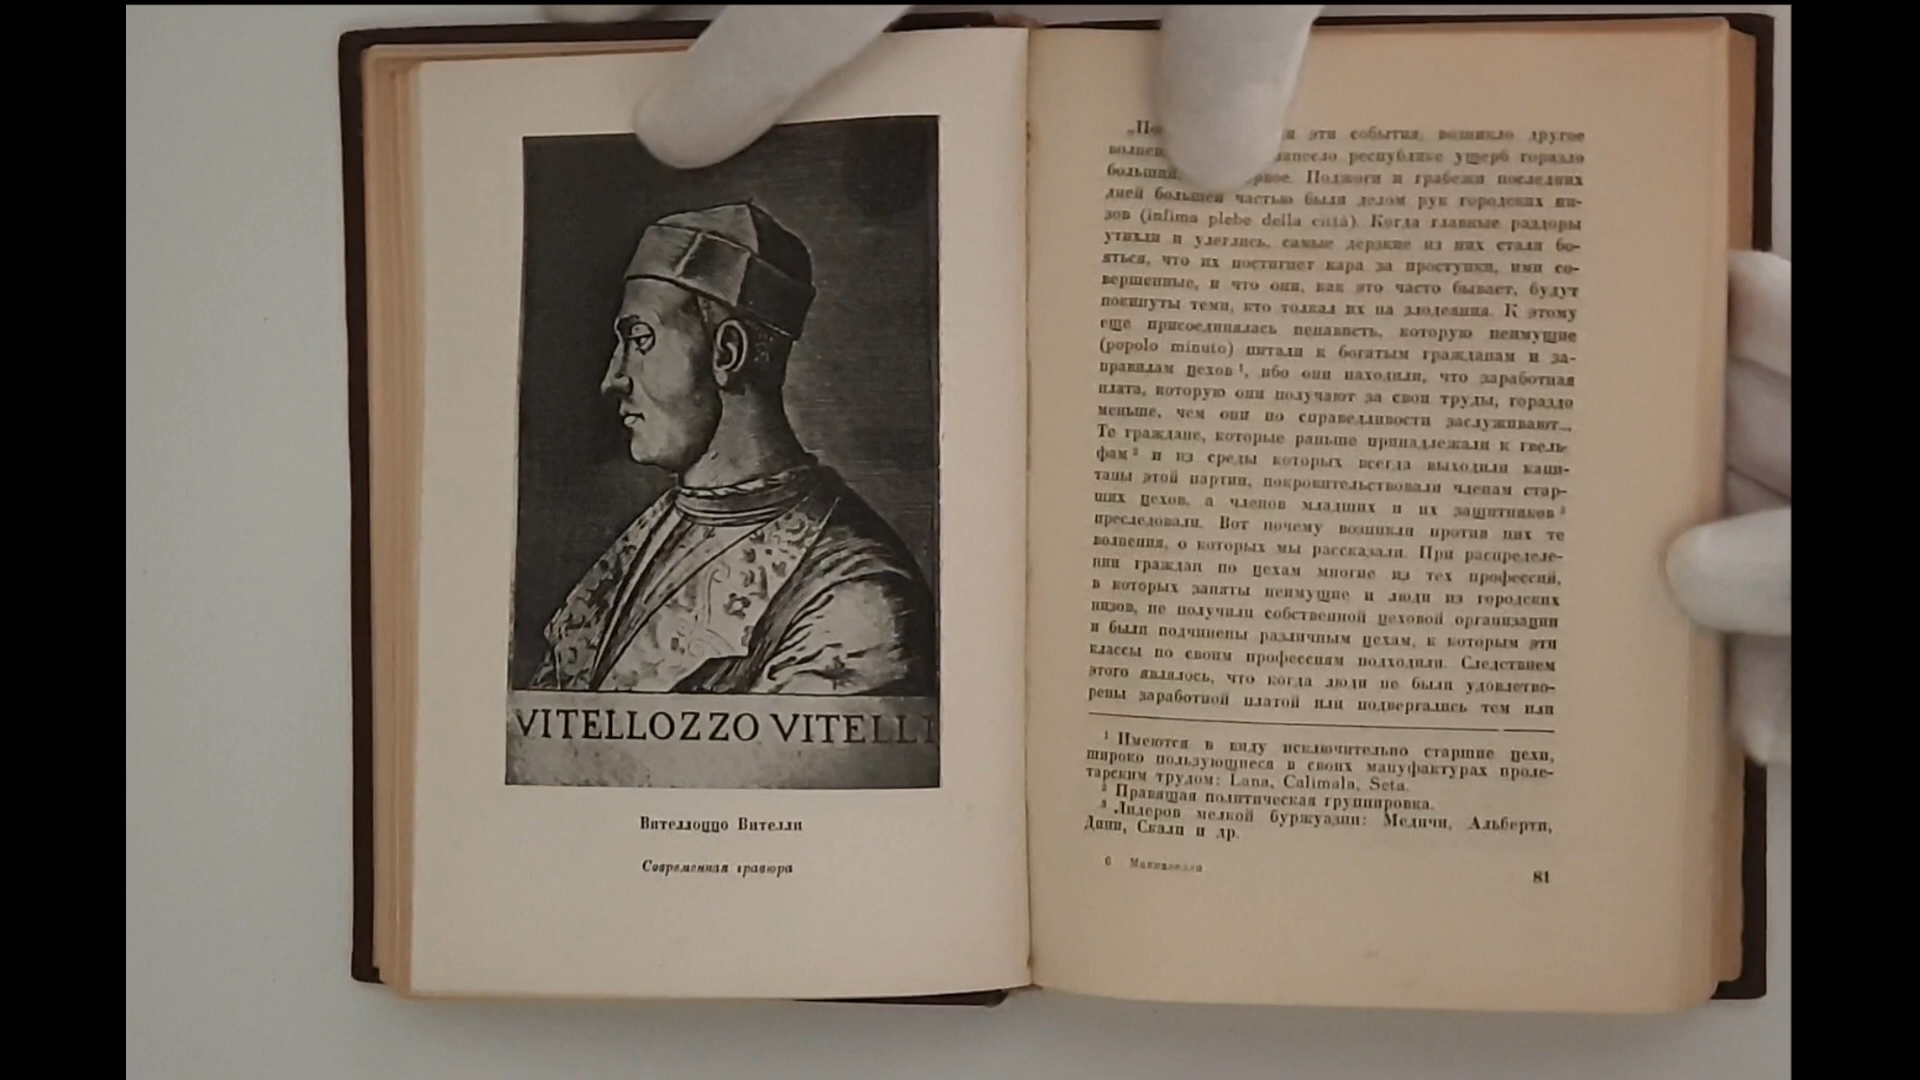 VITELLOZZO VITELLI
Вителлоццо Вителли
Современная гравюра
эти события, возникло другое
республике ущерб гораздо
Поджоги и грабежи последних
дней большей частью были делом рук городских ни-
зов (infima plebe della città). Когда главные раздоры
утихли и улеглись, самые дерзкие из них стали бо-
яться, что их постигнет кара за проступки, ими со-
вершенные, и что они, как это часто бывает, будут
покинуты теми, кто толкал их на злодеяния. К этому
еще присоединялась ненависть, которую неимущие
(popolo minuto) питали к богатым гражданам и за-
правилам цехов ¹, ибо они находили, что заработная
плата, которую они получают за свои труды, гораздо
меньше, чем они по справедливости заслуживают...
Те граждане, которые раньше принадлежали к гвель-
фам ² и из среды которых всегда выходили капи-
таны этой партии, покровительствовали членам стар-
ших цехов, а членов младших и их защитников ³
преследовали. Вот почему возникли против них те
волнения, о которых мы рассказали. При распределе-
нии граждан по цехам многие из тех профессий,
в которых заняты неимущие и люди из городских
низов, не получили собственной цеховой организации
и были подчинены различным цехам, к которым эти
классы по своим профессиям подходили. Следствием
этого являлось, что когда люди не были удовлетво-
рены заработной платой или подвергались тем или
¹ Имеются в виду исключительно старшие цехи,
широко пользующиеся в своих мануфактурах проле-
тарским трудом: Lana, Calimala, Seta.
² Правящая политическая группировка.
³ Лидеров мелкой буржуазии: Медичи, Альберти,
Дини, Скали и др.
6 Макиавелли
81